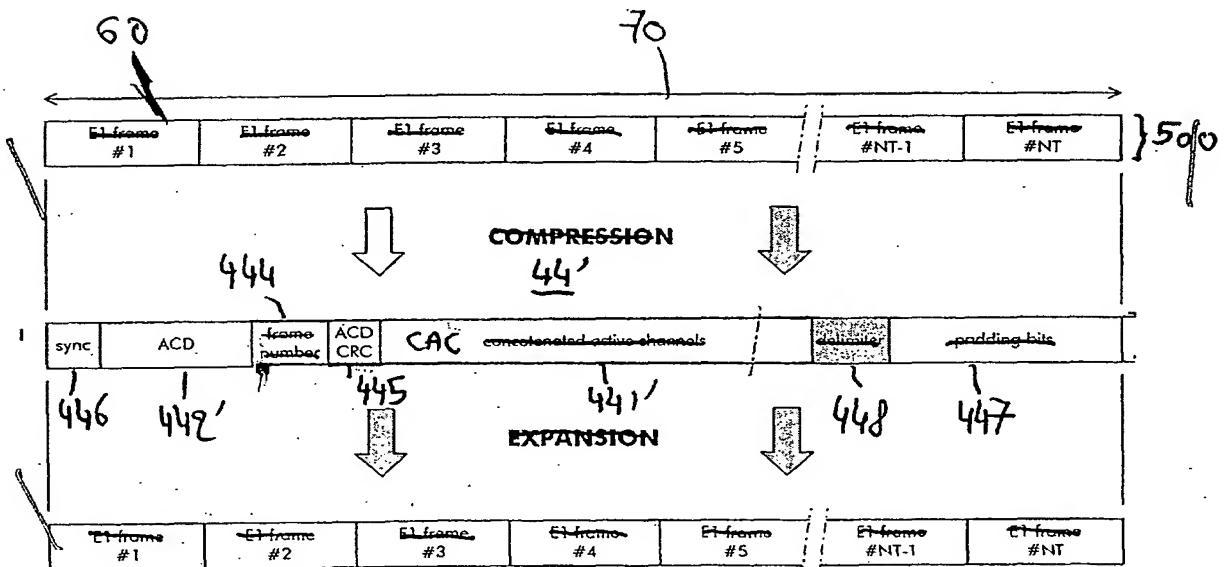 60 70
E1 frame E1 frame E1 frame E1 frame E1 frame E1 frame E1 frame
#1 #2 #3 #4 #5 #NT-1 #NT
COMPRESSION
44'
444
sync ACD frame number ACD CRC CAC concatenated active channels delimiter padding bits
446 442' 445 441' 448 447
EXPANSION
E1 frame E1 frame E1 frame E1 frame E1 frame E1 frame E1 frame
#1 #2 #3 #4 #5 #NT-1 #NT